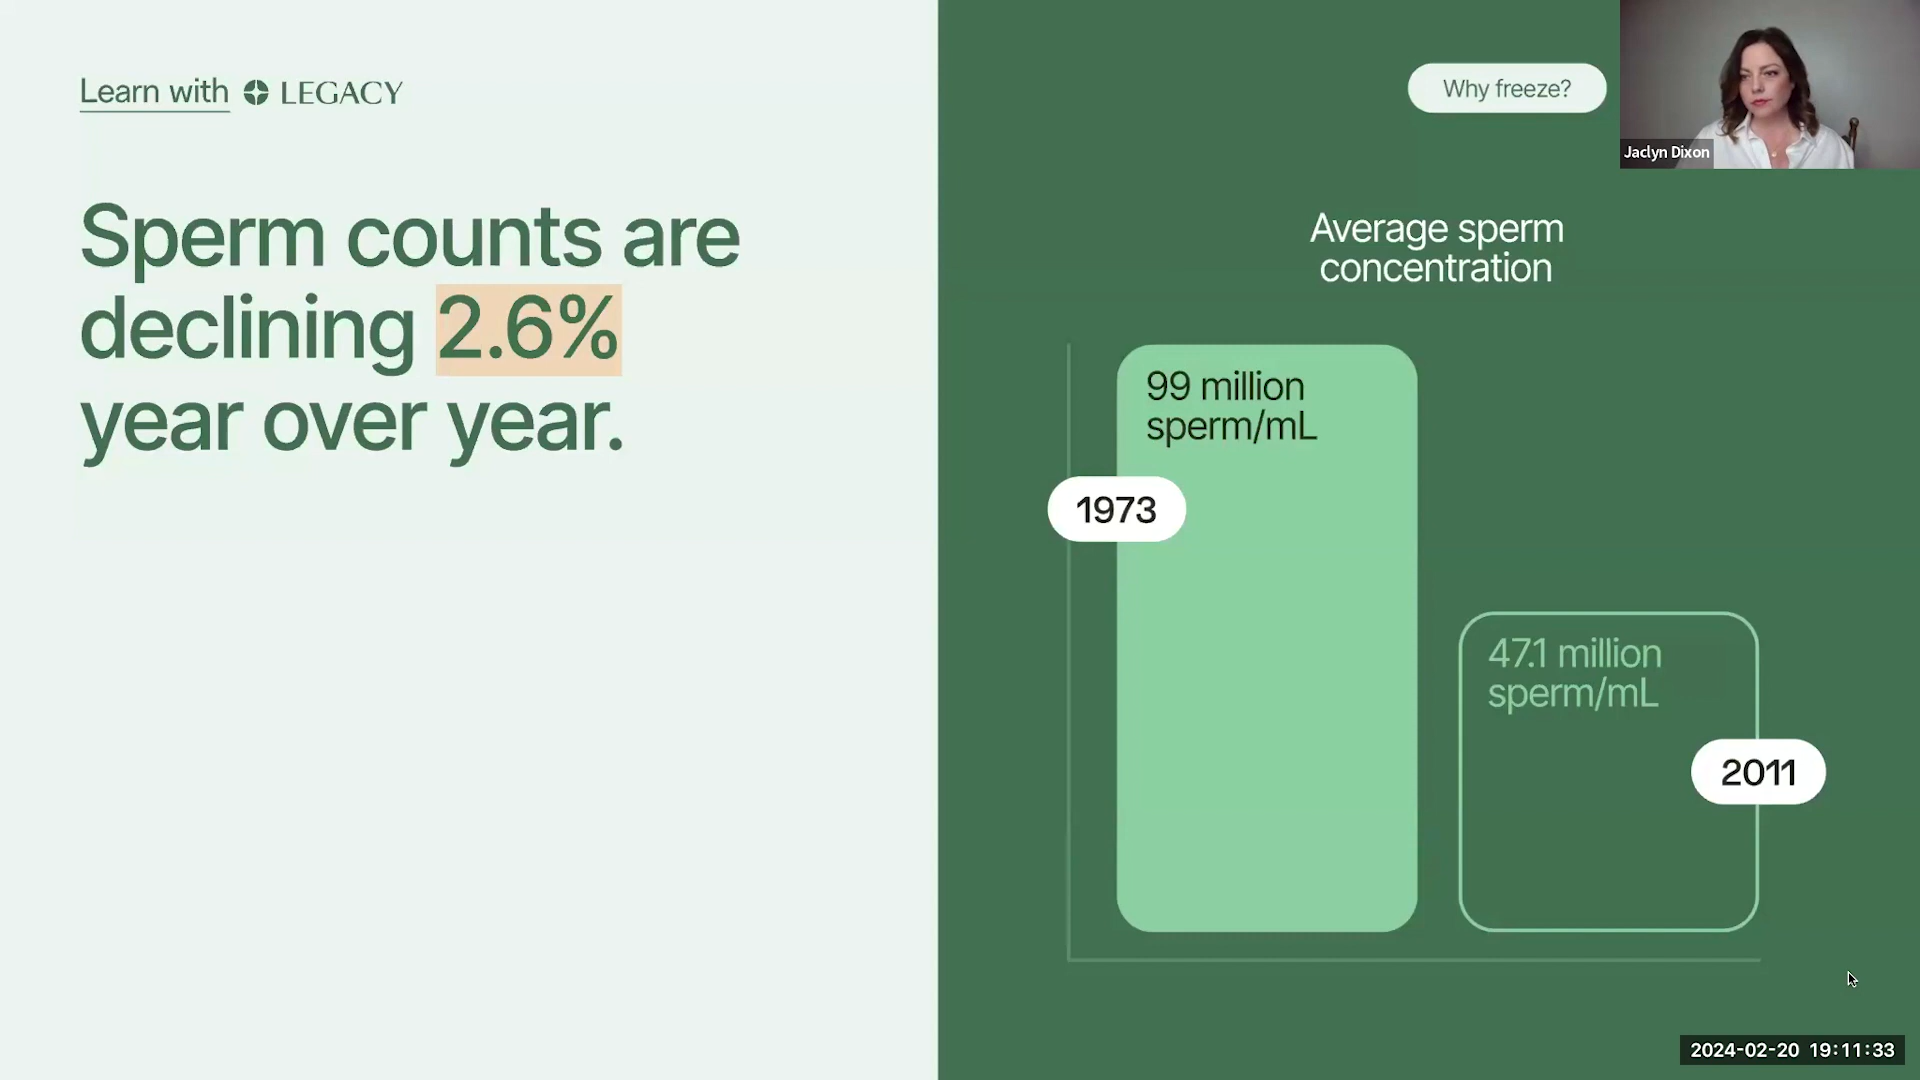 Learn with LEGACY
Sperm counts are
declining 2.6%
year over year.
Why freeze?
Jaclyn Dixon
Average sperm
concentration
99 million
sperm/mL
1973
47.1 million
sperm/mL
2011
2024-02-20 19:11:33